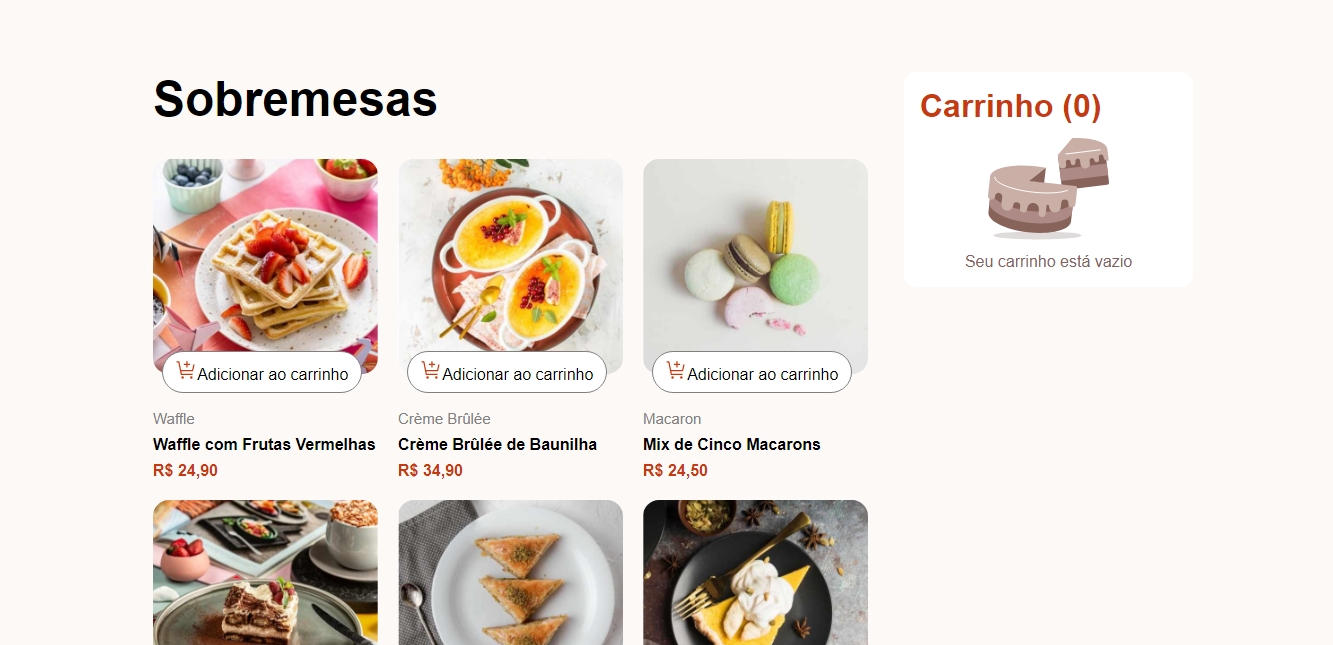 Sobremesas
Carrinho (0)
Seu carrinho está vazio
Adicionar ao carrinho
Adicionar ao carrinho
Adicionar ao carrinho
Waffle
Crème Brûlée
Macaron
Waffle com Frutas Vermelhas
Crème Brûlée de Baunilha
Mix de Cinco Macarons
R$ 24,90
R$ 34,90
R$ 24,50